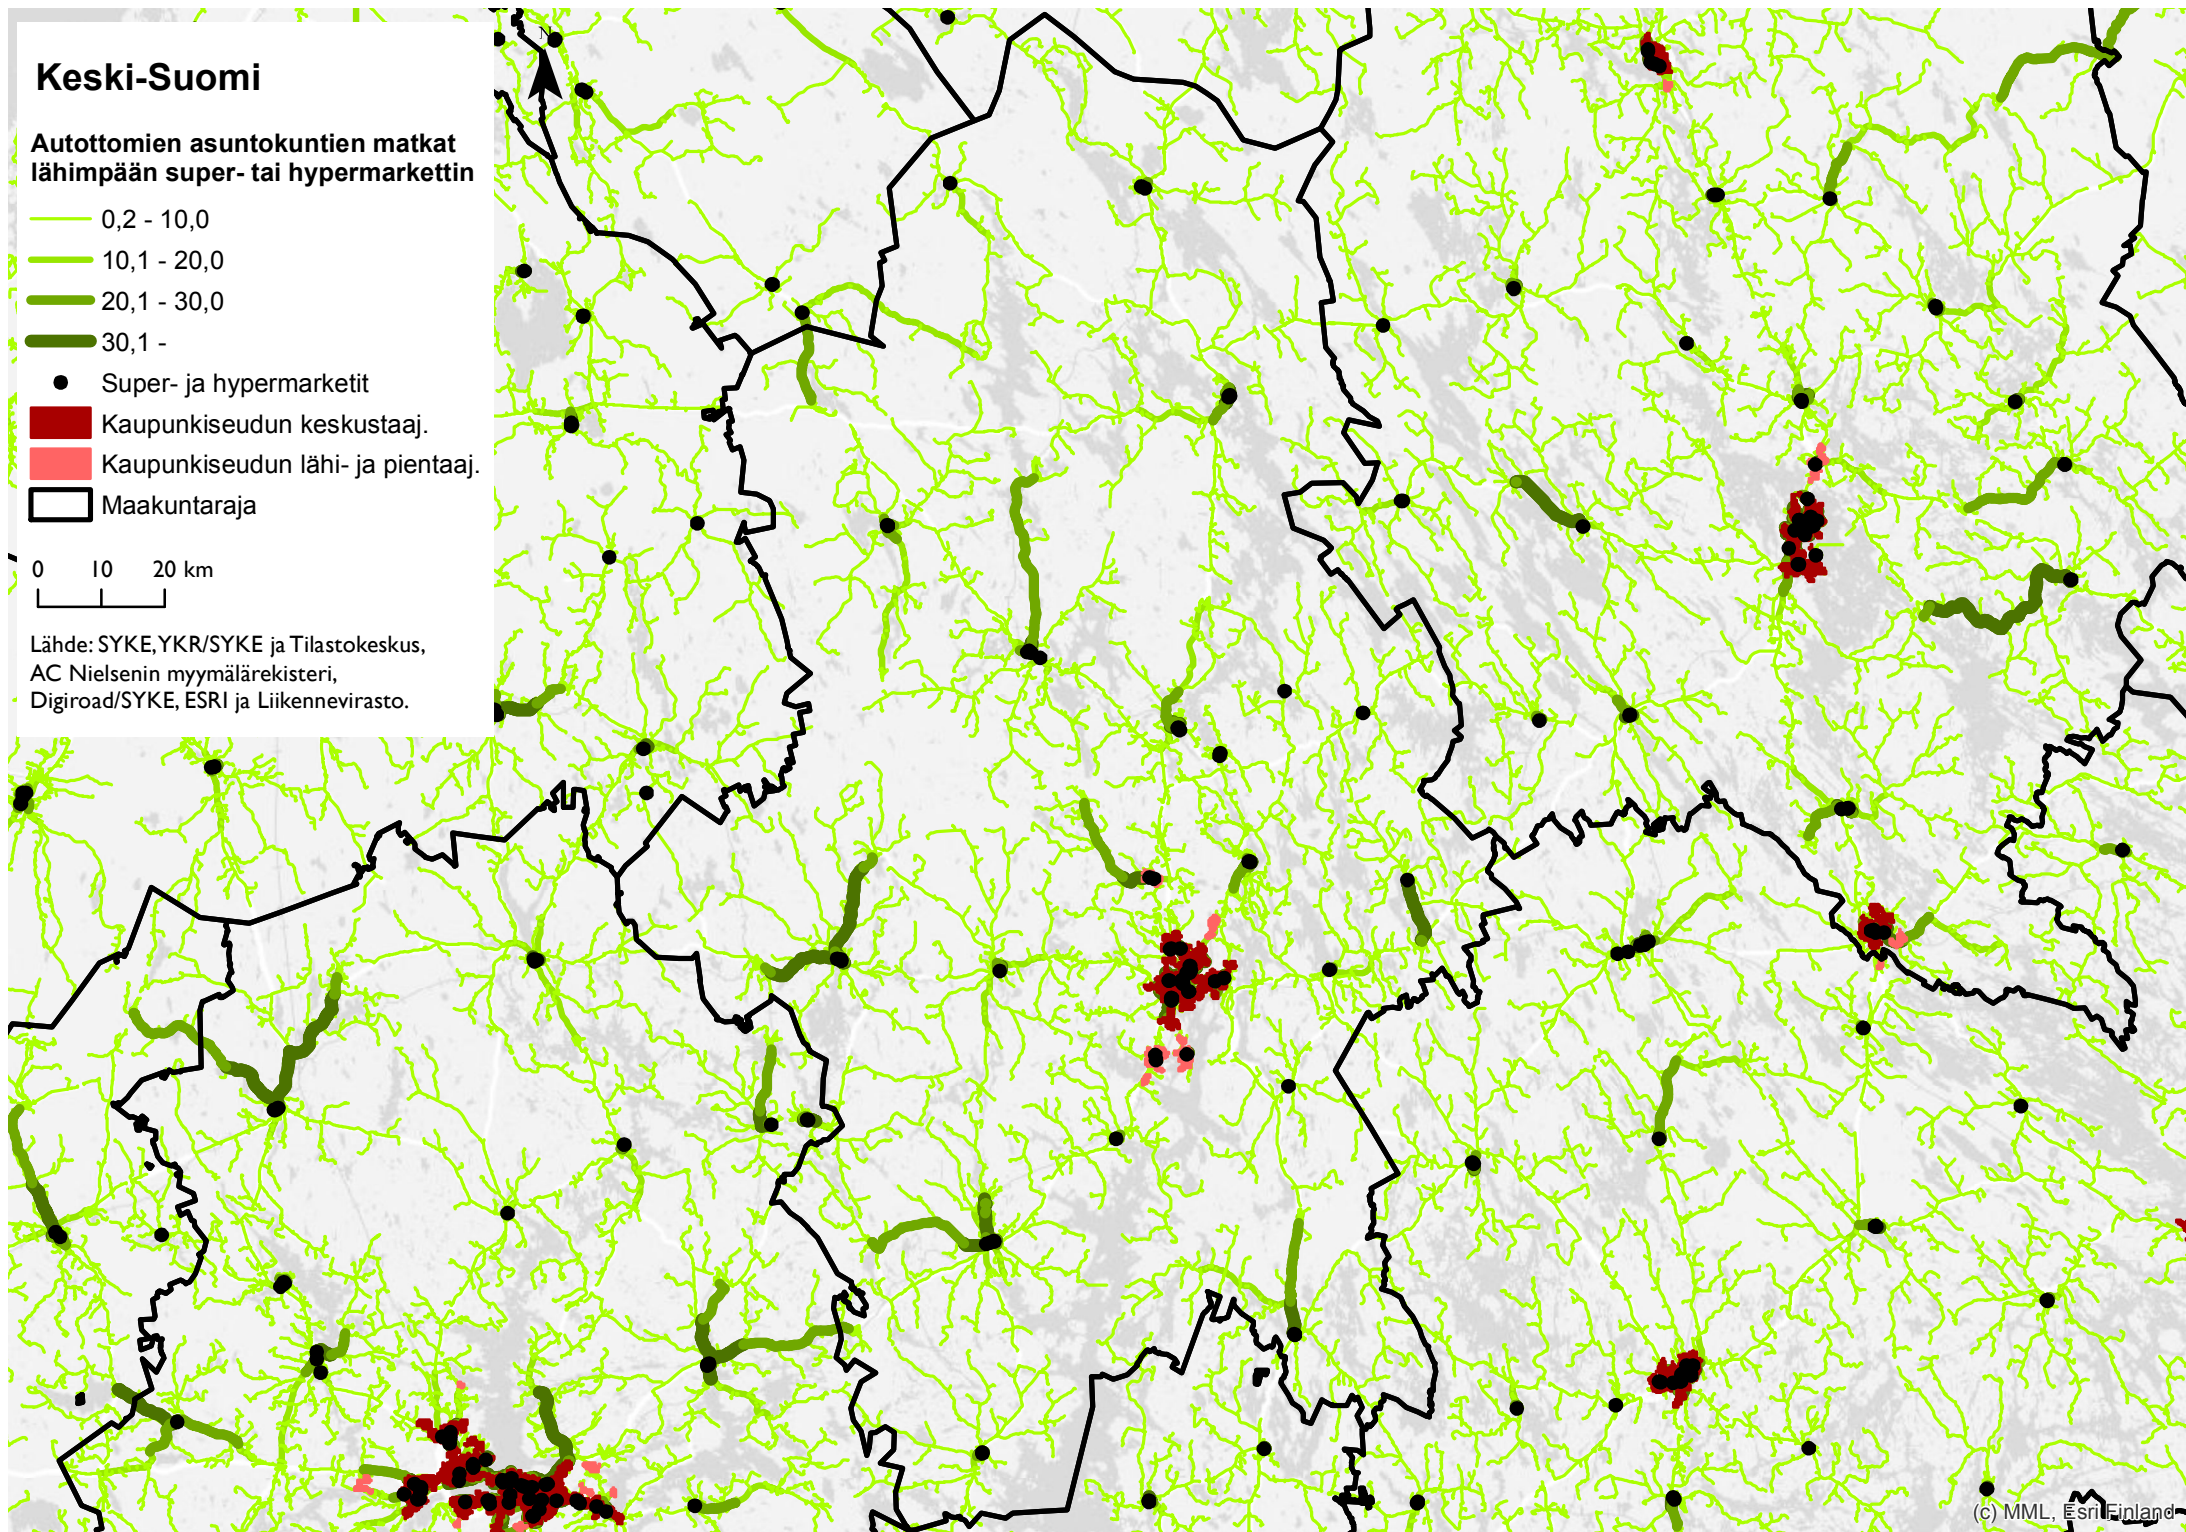 N
Keski-Suomi
Autottomien asuntokuntien matkat
lähimpään super- tai hypermarkettin
0,2 - 10,0
10,1 - 20,0
20,1 - 30,0
30,1 -
Super- ja hypermarketit
Kaupunkiseudun keskustaaj.
Kaupunkiseudun lähi- ja pientaaj.
Maakuntaraja
0 10 20 km
Lähde: SYKE, YKR/SYKE ja Tilastokeskus,
AC Nielsenin myymälärekisteri,
Digiroad/SYKE, ESRI ja Liikennevirasto.
(c) MML, Esri Finland